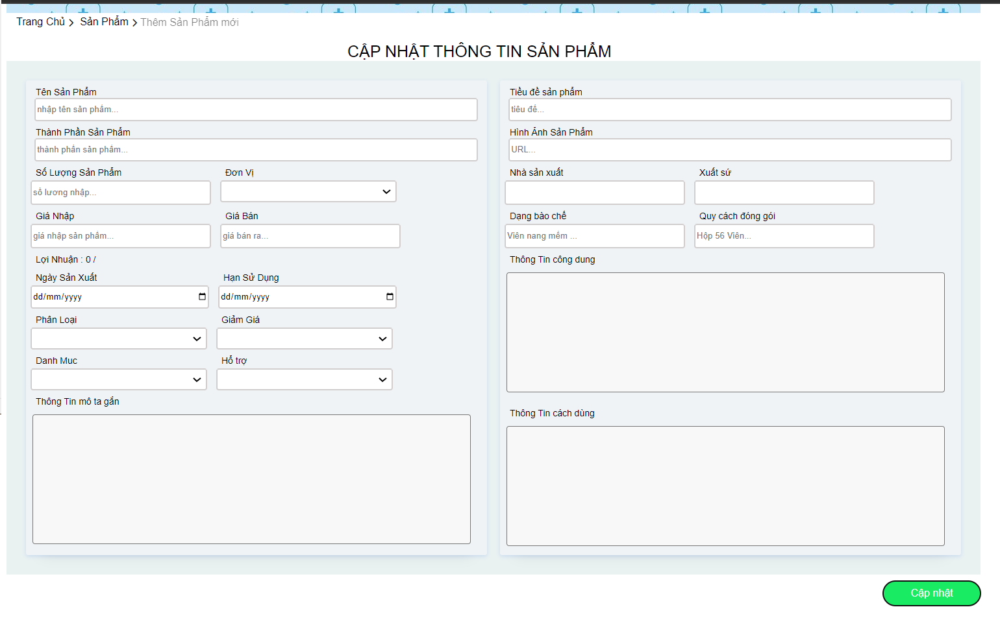 Trang Chủ > Sản Phẩm > Thêm Sản Phẩm mới
CẬP NHẬT THÔNG TIN SẢN PHẨM
Tên Sản Phẩm
nhập tên sản phẩm...
Thành Phần Sản Phẩm
thành phần sản phẩm...
Số Lượng Sản Phẩm
Đơn Vị
số lương nhập...
Giá Nhập
Giá Bán
giá nhập sản phẩm...
giá bán ra...
Lợi Nhuận : 0 /
Ngày Sản Xuất
Hạn Sử Dụng
dd/mm/yyyy
dd/mm/yyyy
Phân Loại
Giảm Giá
Danh Muc
Hổ trợ
Thông Tin mô ta gắn
Tiều đề sản phẩm
tiêu đề...
Hình Ảnh Sản Phẩm
URL...
Nhà sản xuất
Xuất sứ
Dạng bào chế
Quy cách đóng gói
Viên nang mềm ...
Hộp 56 Viên...
Thông Tin công dung
Thông Tin cách dùng
Cập nhật